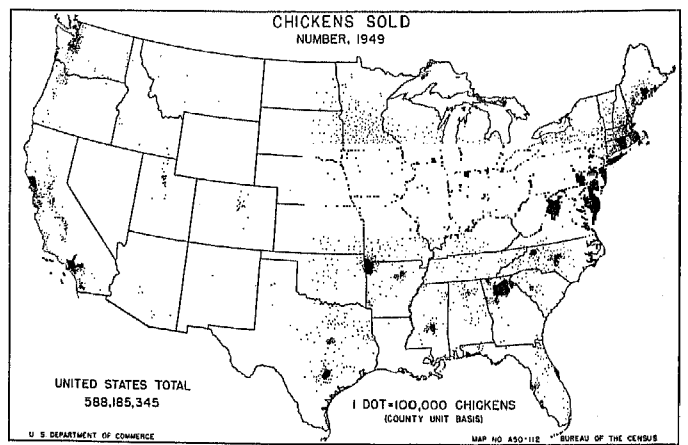 CHICKENS SOLD
NUMBER, 1949
UNITED STATES TOTAL
588,185,345
1 DOT=100,000 CHICKENS
(COUNTY UNIT BASIS)
U S DEPARTMENT OF COMMERCE
MAP NO A50-112
BUREAU OF THE CENSUS